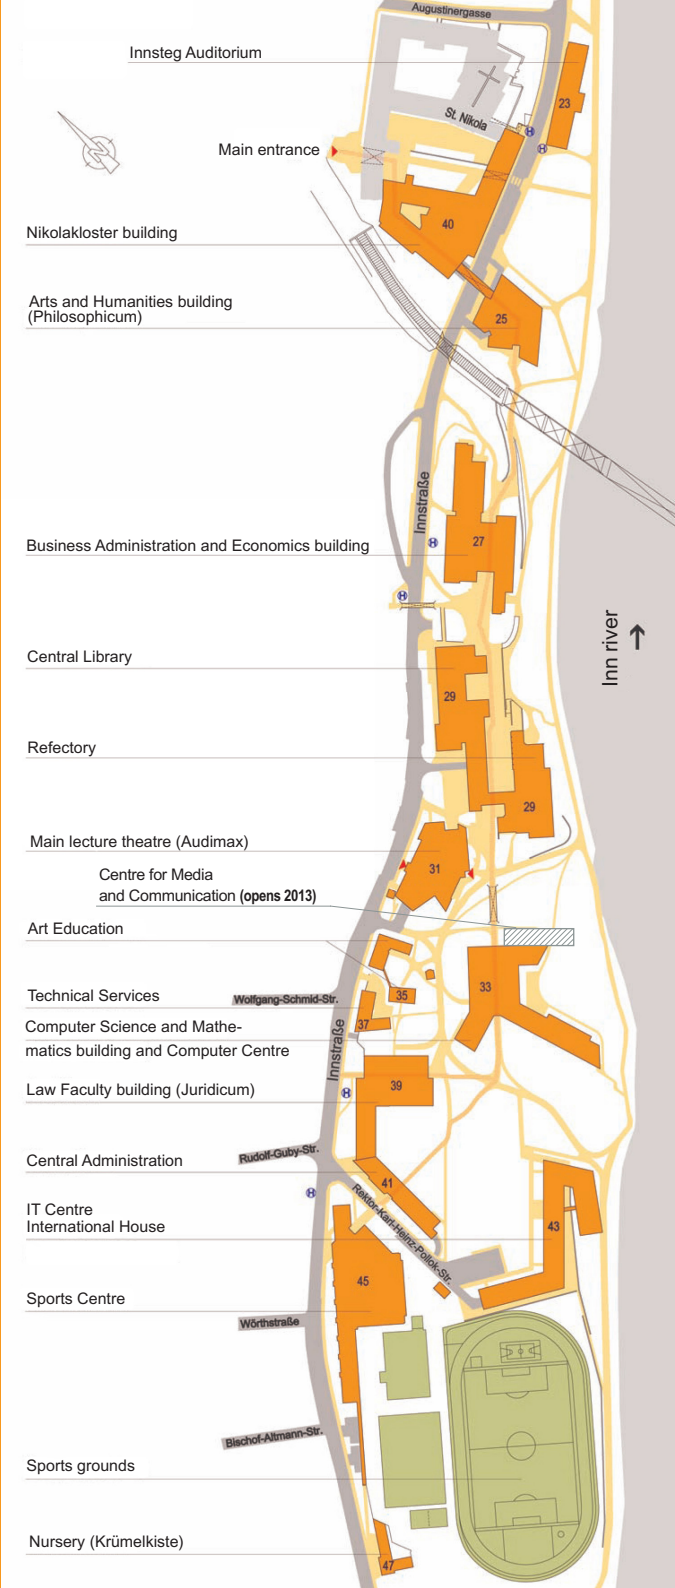 Augustinergasse
Innsteg Auditorium
23
St. Nikola
H
H
Main entrance
N
Nikolakloster building
40
Arts and Humanities building
(Philosophicum)
25
Innstraße
Business Administration and Economics building
27
H
H
Inn river
Central Library
29
Refectory
29
Main lecture theatre (Audimax)
31
Centre for Media
and Communication (opens 2013)
Art Education
33
Technical Services
Wolfgang-Schmid-Str.
35
Computer Science and Mathe-
matics building and Computer Centre
37
Innstraße
Law Faculty building (Juridicum)
39
H
Rudolf-Guby-Str.
Central Administration
41
H
Rektor-Karl-Heinz-Pollok-Str.
IT Centre
International House
43
45
Sports Centre
Wörthstraße
Bischof-Altmann-Str.
Sports grounds
Nursery (Krümelkiste)
47